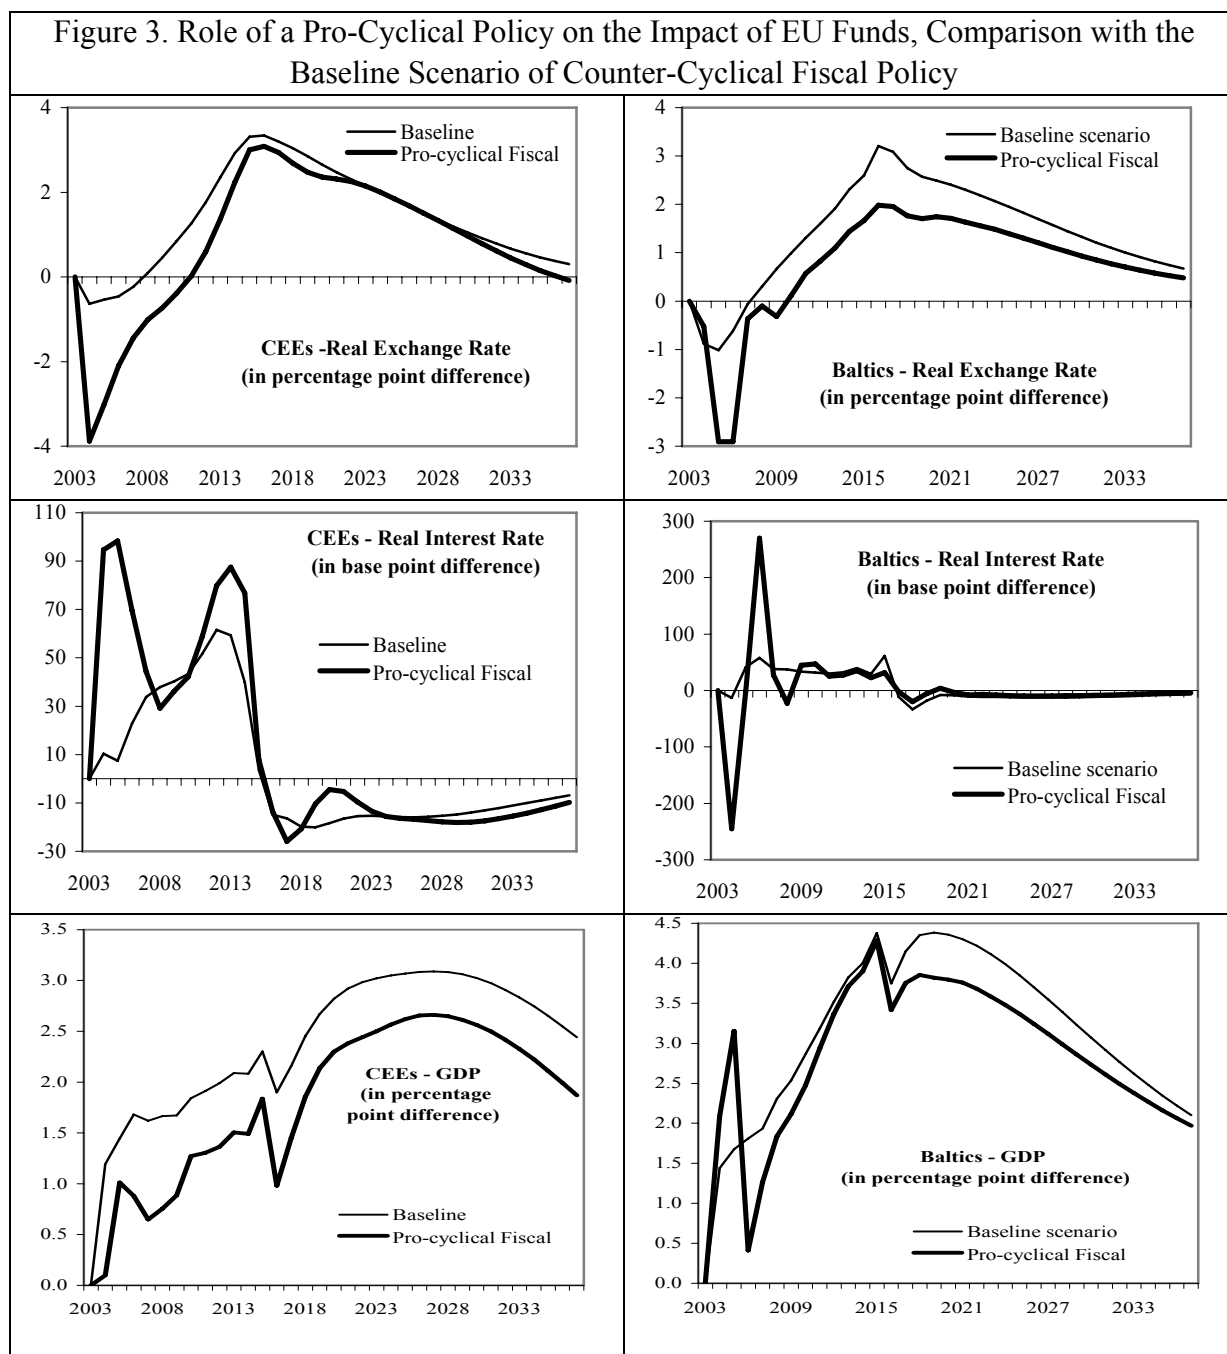 Figure 3. Role of a Pro-Cyclical Policy on the Impact of EU Funds, Comparison with the
Baseline Scenario of Counter-Cyclical Fiscal Policy
4
2
0
-2
-4
Baseline
Pro-cyclical Fiscal
CEEs -Real Exchange Rate
(in percentage point difference)
2003 2008 2013 2018 2023 2028 2033
4
3
2
1
0
-1
-2
-3
Baseline scenario
Pro-cyclical Fiscal
Baltics - Real Exchange Rate
(in percentage point difference)
2003 2009 2015 2021 2027 2033
110
90
70
50
30
10
-10
-30
CEEs - Real Interest Rate
(in base point difference)
Baseline
Pro-cyclical Fiscal
2003 2008 2013 2018 2023 2028 2033
300
200
100
0
-100
-200
-300
Baltics - Real Interest Rate
(in base point difference)
Baseline scenario
Pro-cyclical Fiscal
2003 2009 2015 2021 2027 2033
3.5
3.0
2.5
2.0
1.5
1.0
0.5
0.0
CEEs - GDP
(in percentage
point difference)
Baseline
Pro-cyclical Fiscal
2003 2008 2013 2018 2023 2028 2033
4.5
4.0
3.5
3.0
2.5
2.0
1.5
1.0
0.5
0.0
Baltics - GDP
(in percentage point difference)
Baseline scenario
Pro-cyclical Fiscal
2003 2009 2015 2021 2027 2033